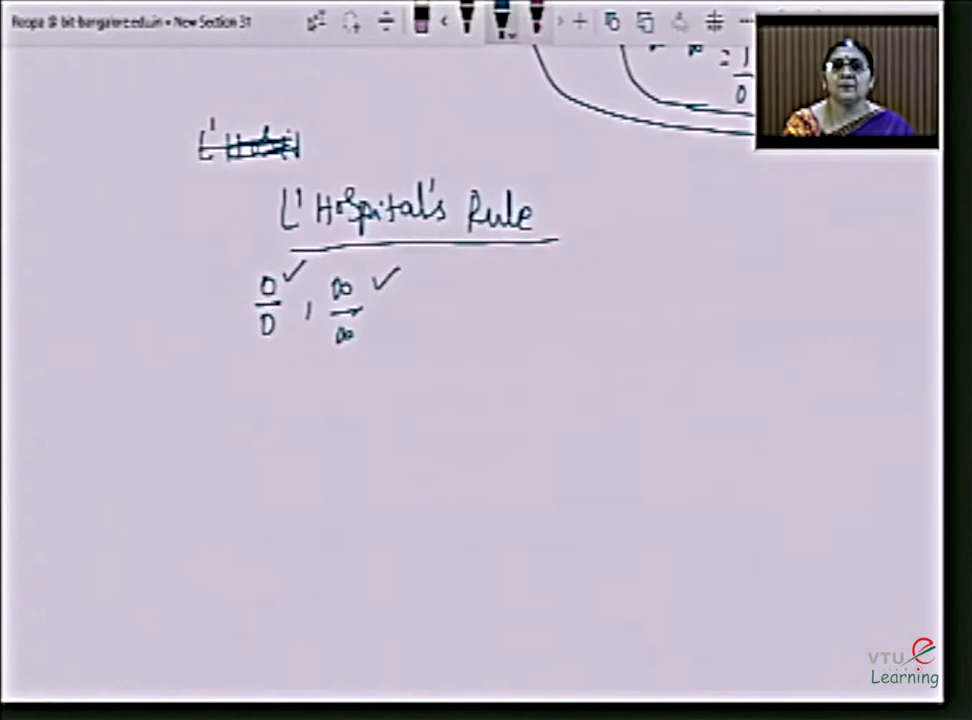 Roopa @ bit-bangalore.edu.in • New Section 31
L' Hospital's Rule
0/0 , ∞/∞
VTU e
Learning